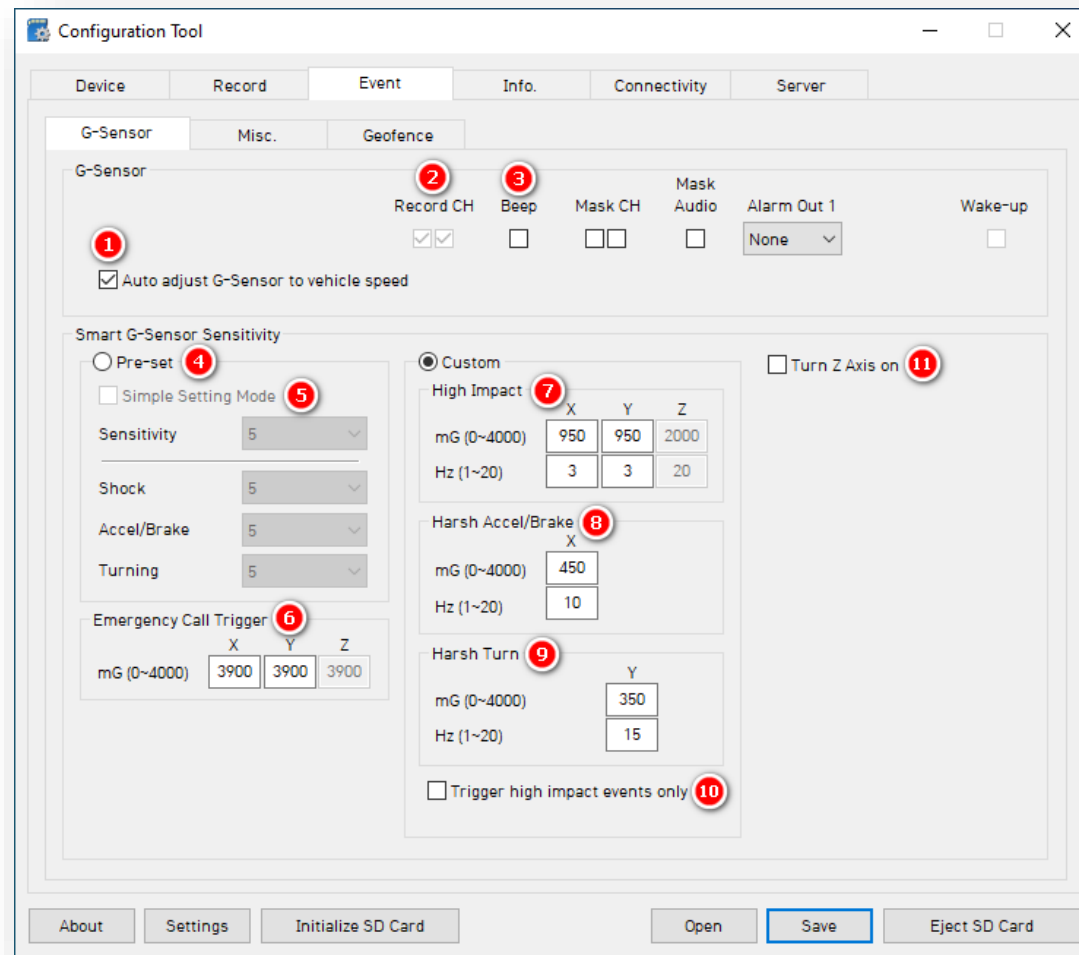 Configuration Tool
Device Record Event Info. Connectivity Server
G-Sensor Misc. Geofence
G-Sensor
2 3 Mask
Record CH Beep Mask CH Audio Alarm Out 1 Wake-up
None
1
Auto adjust G-Sensor to vehicle speed
Smart G-Sensor Sensitivity
Pre-set 4
Simple Setting Mode 5
Sensitivity 5
Shock 5
Accel/Brake 5
Turning 5
Emergency Call Trigger 6
X Y Z
mG (0~4000) 3900 3900 3900
Custom
High Impact 7
X Y Z
mG (0~4000) 950 950 2000
Hz (1~20) 3 3 20
Harsh Accel/Brake 8
X
mG (0~4000) 450
Hz (1~20) 10
Harsh Turn 9
Y
mG (0~4000) 350
Hz (1~20) 15
Trigger high impact events only 10
Turn Z Axis on 11
About Settings Initialize SD Card Open Save Eject SD Card